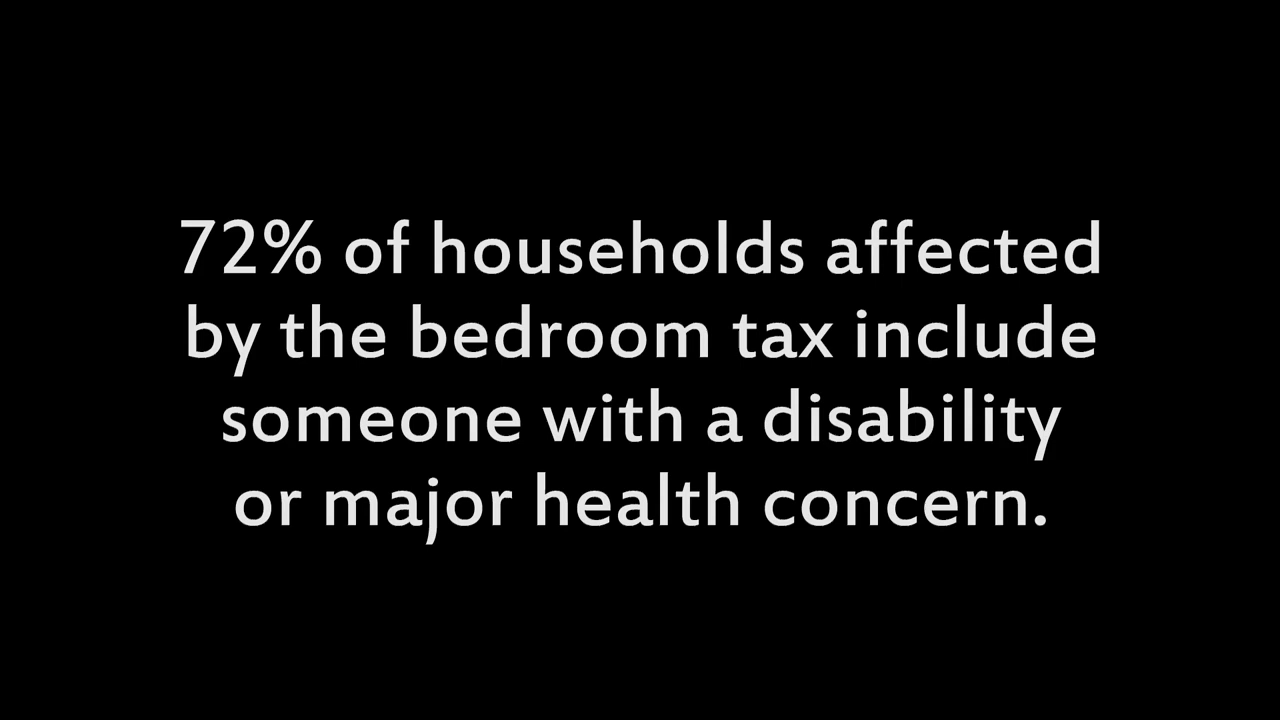 72% of households affected
by the bedroom tax include
someone with a disability
or major health concern.